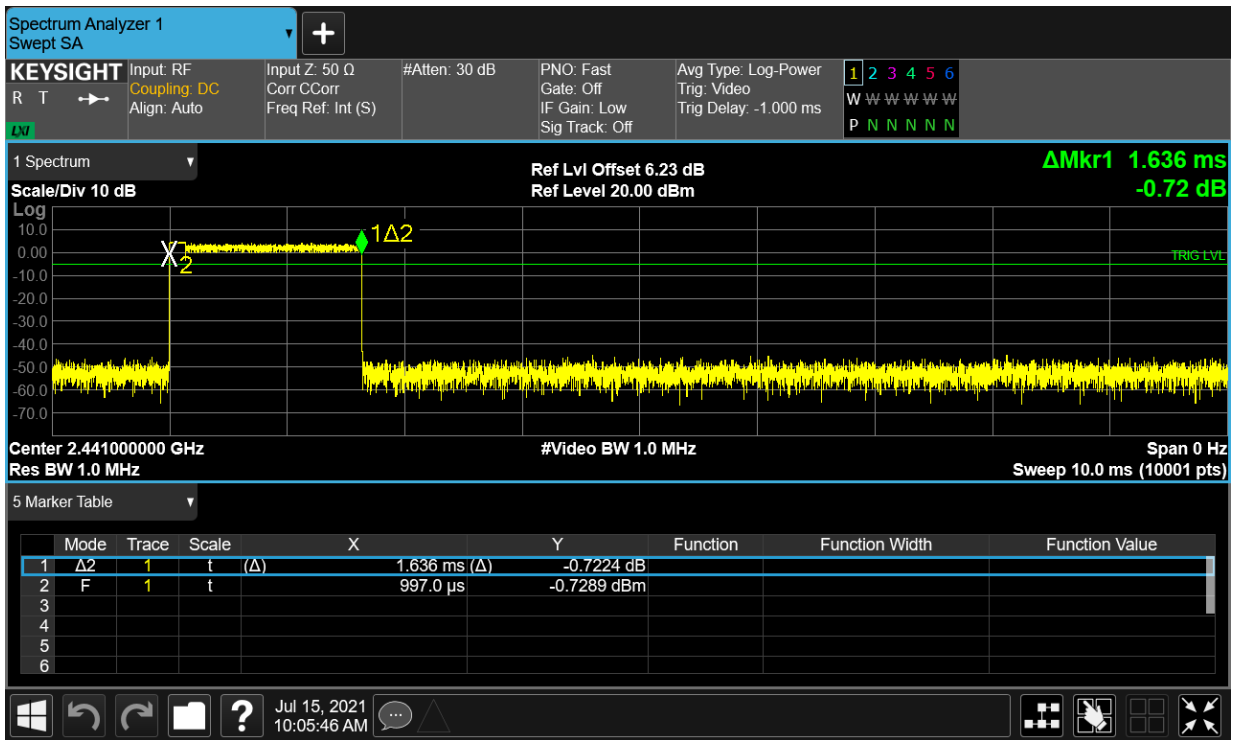 Spectrum Analyzer 1
Swept SA
KEYSIGHT Input: RF Input Z: 50 Ω #Atten: 30 dB PNO: Fast Avg Type: Log-Power 1 2 3 4 5 6
R T Coupling: DC Corr CCorr Gate: Off Trig: Video W W W W W W
Align: Auto Freq Ref: Int (S) IF Gain: Low Trig Delay: -1.000 ms P N N N N N
LXI Sig Track: Off
1 Spectrum Ref Lvl Offset 6.23 dB ΔMkr1 1.636 ms
Scale/Div 10 dB Ref Level 20.00 dBm -0.72 dB
Log
10.0 1Δ2
0.00 2 TRIG LVL
-10.0
-20.0
-30.0
-40.0
-50.0
-60.0
-70.0
Center 2.441000000 GHz #Video BW 1.0 MHz Span 0 Hz
Res BW 1.0 MHz Sweep 10.0 ms (10001 pts)
5 Marker Table
Mode Trace Scale X Y Function Function Width Function Value
1 Δ2 1 t (Δ) 1.636 ms (Δ) -0.7224 dB
2 F 1 t 997.0 µs -0.7289 dBm
3
4
5
6
? Jul 15, 2021
10:05:46 AM